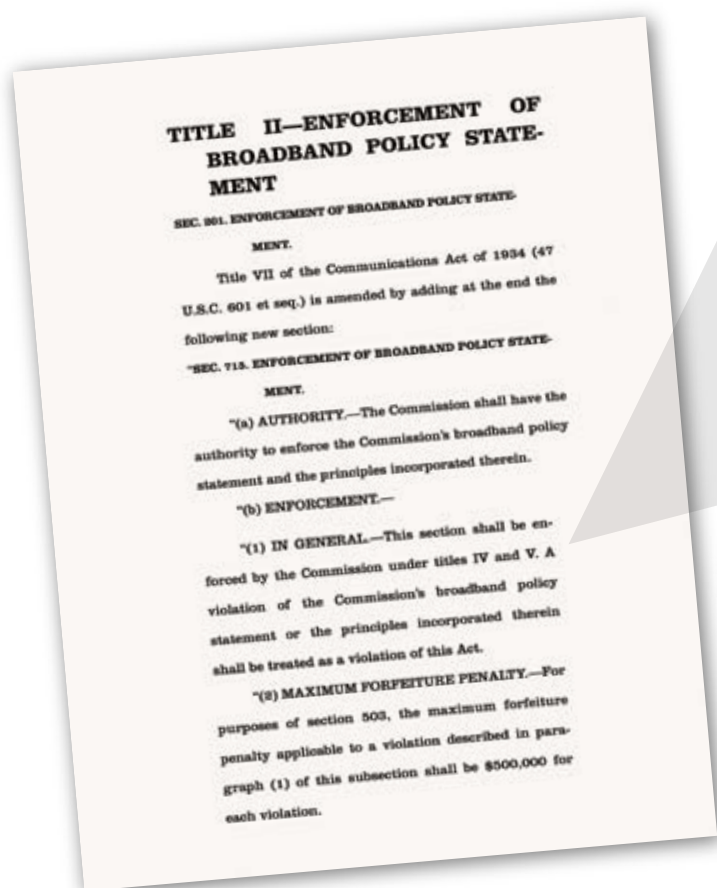 TITLE II—ENFORCEMENT OF
BROADBAND POLICY STATE-
MENT
SEC. 201. ENFORCEMENT OF BROADBAND POLICY STATE-
MENT.
Title VII of the Communications Act of 1934 (47
U.S.C. 601 et seq.) is amended by adding at the end the
following new section:
"SEC. 715. ENFORCEMENT OF BROADBAND POLICY STATE-
MENT.
"(a) AUTHORITY.—The Commission shall have the
authority to enforce the Commission's broadband policy
statement and the principles incorporated therein.
"(b) ENFORCEMENT.—
"(1) IN GENERAL.—This section shall be en-
forced by the Commission under titles IV and V. A
violation of the Commission's broadband policy
statement or the principles incorporated therein
shall be treated as a violation of this Act.
"(2) MAXIMUM FORFEITURE PENALTY.—For
purposes of section 503, the maximum forfeiture
penalty applicable to a violation described in para-
graph (1) of this subsection shall be $500,000 for
each violation.